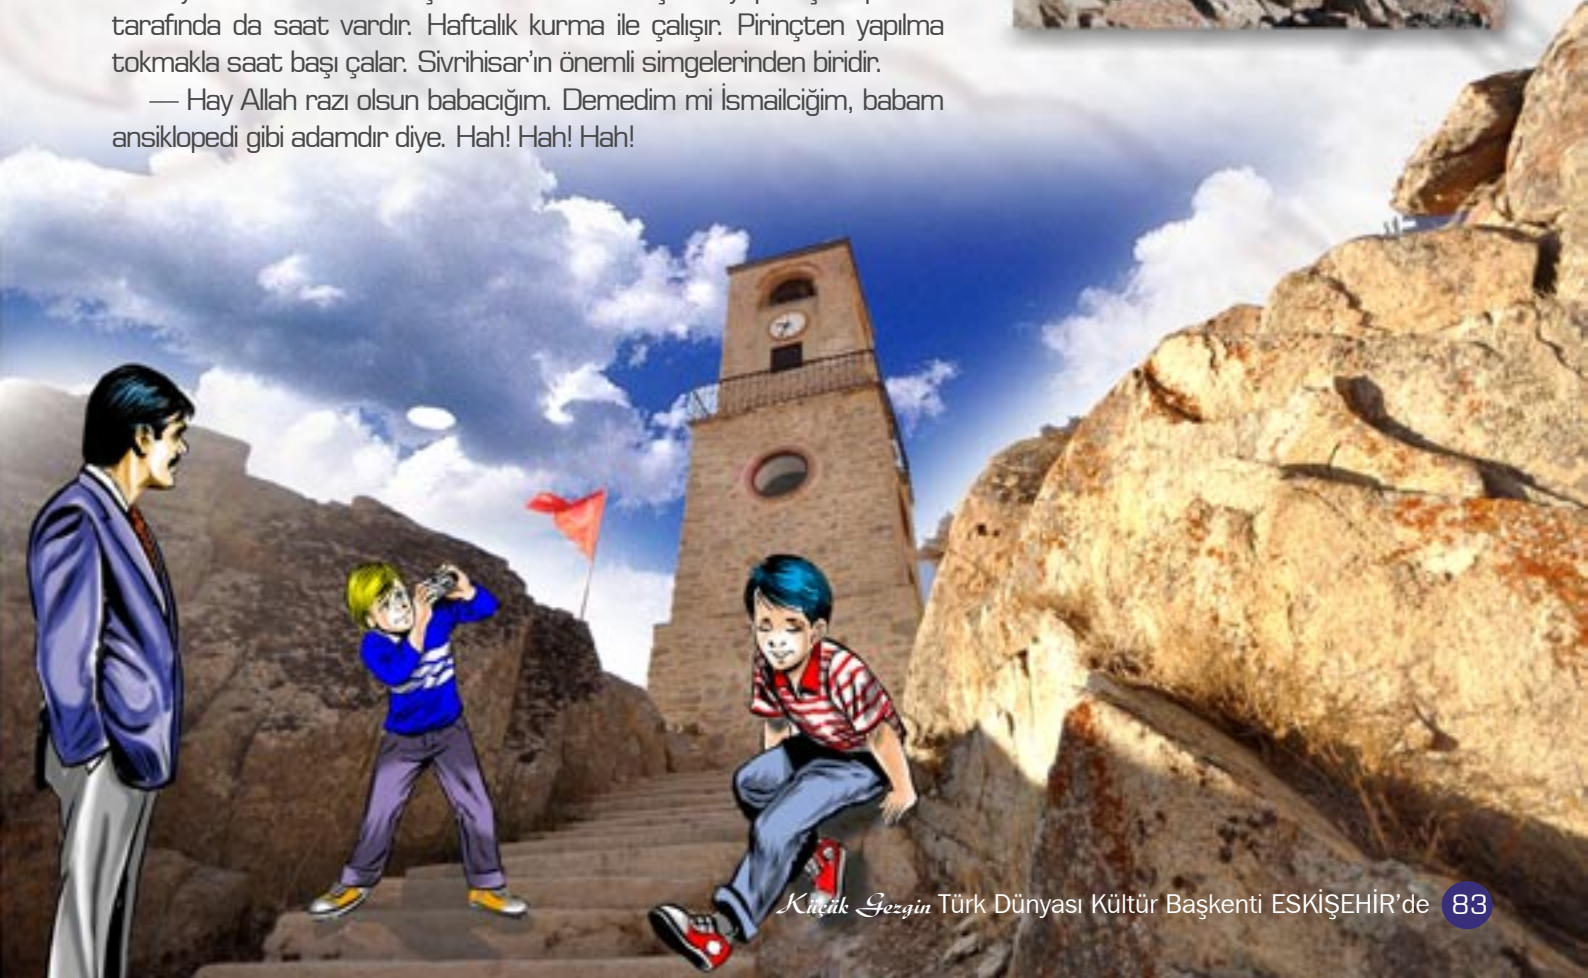 tarafında da saat vardır. Haftalık kurma ile çalışır. Pirinçten yapılma
tokmakla saat başı çalar. Sivrihisar’ın önemli simgelerinden biridir.
— Hay Allah razı olsun babacığım. Demedim mi İsmailciğim, babam
ansiklopedi gibi adamdır diye. Hah! Hah! Hah!
Küçük Gezgin Türk Dünyası Kültür Başkenti ESKİŞEHİR’de 83